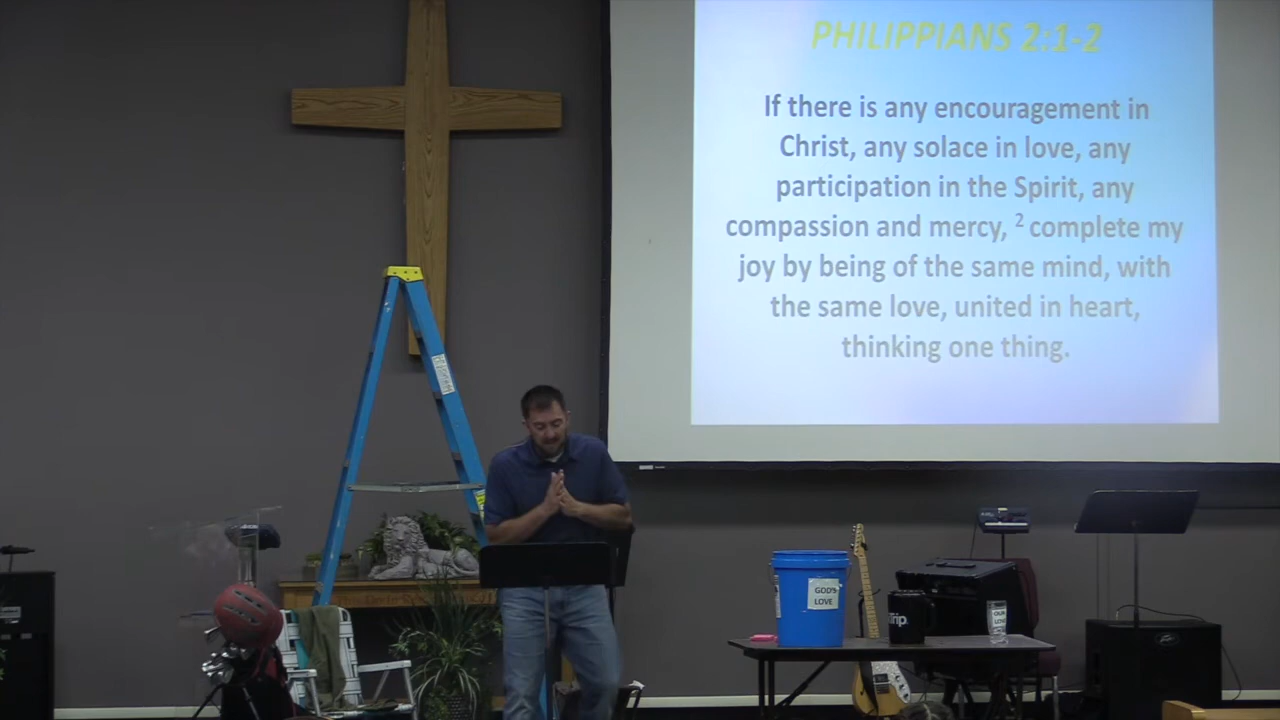 PHILIPPIANS 2:1-2
If there is any encouragement in
Christ, any solace in love, any
participation in the Spirit, any
compassion and mercy, 2 complete my
joy by being of the same mind, with
the same love, united in heart,
thinking one thing.
GOD'S
LOVE
OUR
LOVE